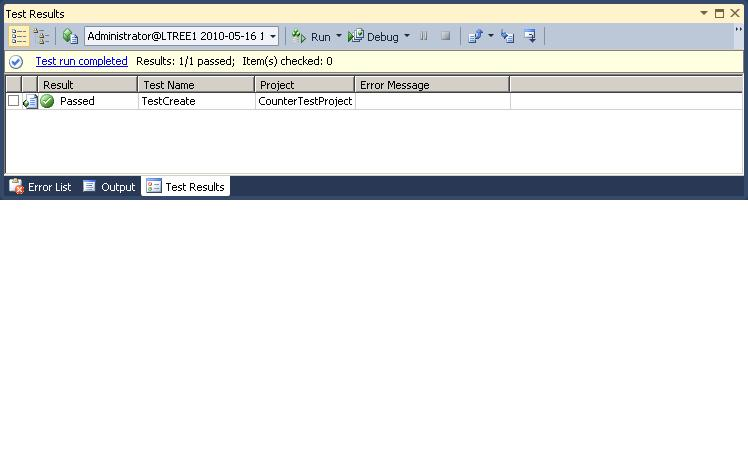 Test Results
Administrator@LTREE1 2010-05-16 1 Run Debug
Test run completed Results: 1/1 passed; Item(s) checked: 0
Result Test Name Project Error Message
Passed TestCreate CounterTestProject
Error List Output Test Results